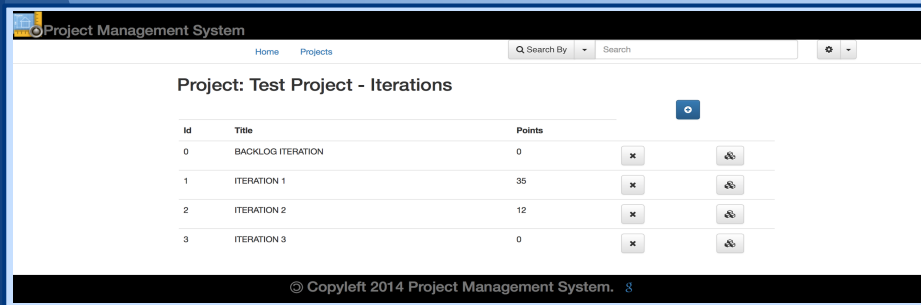 Project Management System
Home Projects Search By Search
Project: Test Project - Iterations
Id Title Points
0 BACKLOG ITERATION 0
1 ITERATION 1 35
2 ITERATION 2 12
3 ITERATION 3 0
Copyleft 2014 Project Management System. g